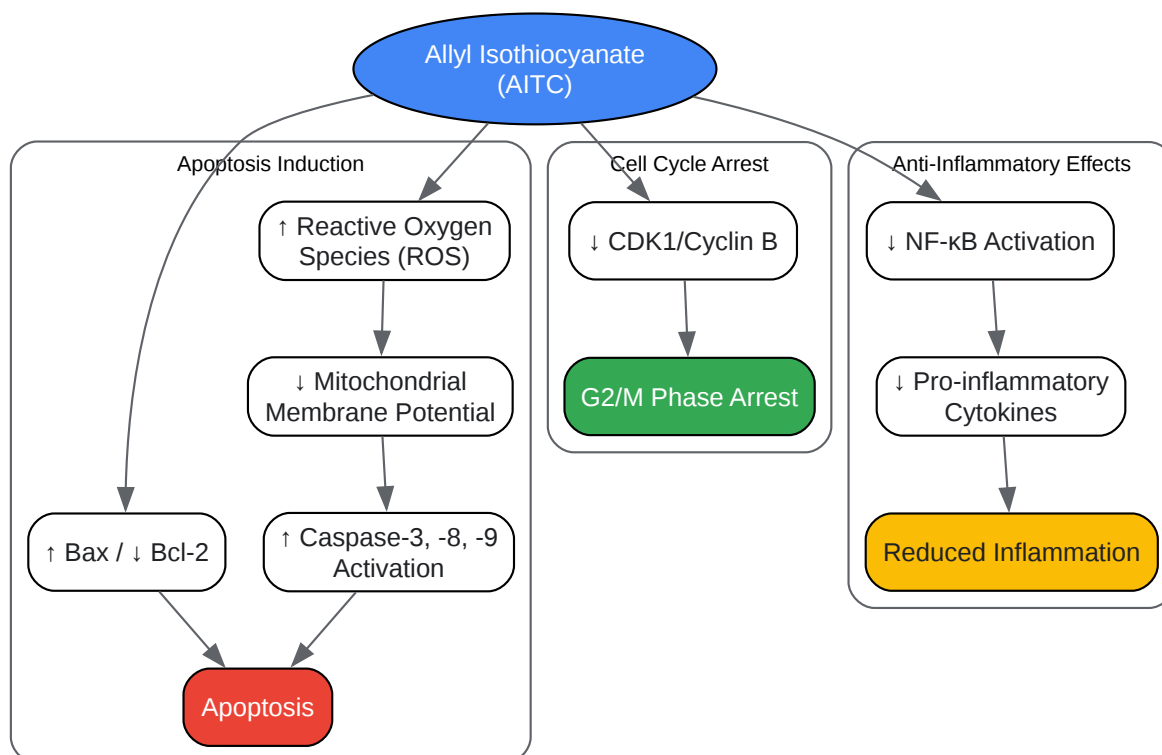 Allyl Isothiocyanate
(AITC)
Apoptosis Induction
Cell Cycle Arrest
Anti-Inflammatory Effects
↑ Reactive Oxygen
Species (ROS)
↓ CDK1/Cyclin B
↓ NF-κB Activation
↓ Mitochondrial
Membrane Potential
G2/M Phase Arrest
↓ Pro-inflammatory
Cytokines
↑ Bax / ↓ Bcl-2
↑ Caspase-3, -8, -9
Activation
Reduced Inflammation
Apoptosis